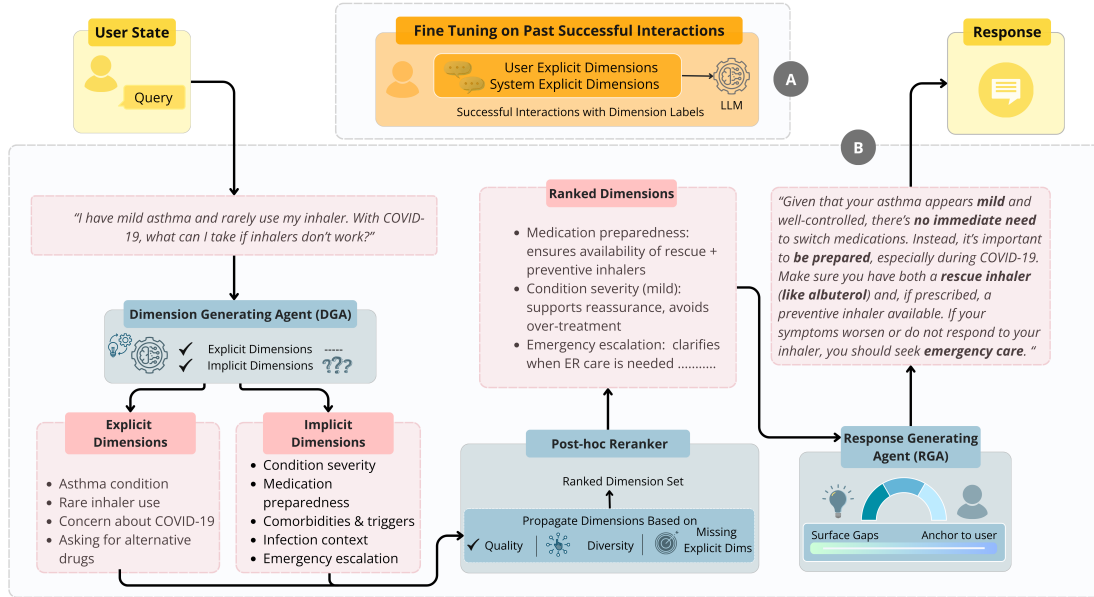 User State
Query
Fine Tuning on Past Successful Interactions
User Explicit Dimensions
System Explicit Dimensions
Successful Interactions with Dimension Labels
LLM
A
Response
B
“I have mild asthma and rarely use my inhaler. With COVID-
19, what can I take if inhalers don’t work?”
Dimension Generating Agent (DGA)
Explicit Dimensions -----
Implicit Dimensions ???
Explicit
Dimensions
• Asthma condition
• Rare inhaler use
• Concern about COVID-19
• Asking for alternative
drugs
Implicit
Dimensions
• Condition severity
• Medication
preparedness
• Comorbidities & triggers
• Infection context
• Emergency escalation
Ranked Dimensions
• Medication preparedness:
ensures availability of rescue +
preventive inhalers
• Condition severity (mild):
supports reassurance, avoids
over-treatment
• Emergency escalation: clarifies
when ER care is needed ...........
Post-hoc Reranker
Ranked Dimension Set
Propagate Dimensions Based on
Quality
Diversity
Missing
Explicit Dims
“Given that your asthma appears mild and
well-controlled, there’s no immediate need
to switch medications. Instead, it’s important
to be prepared, especially during COVID-19.
Make sure you have both a rescue inhaler
(like albuterol) and, if prescribed, a
preventive inhaler available. If your
symptoms worsen or do not respond to your
inhaler, you should seek emergency care. “
Response Generating
Agent (RGA)
Surface Gaps
Anchor to user